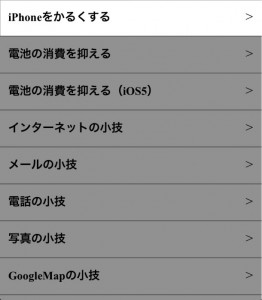 iPhoneをかるくする >
電池の消費を抑える >
電池の消費を抑える（iOS5） >
インターネットの小技 >
メールの小技 >
電話の小技 >
写真の小技 >
GoogleMapの小技 >